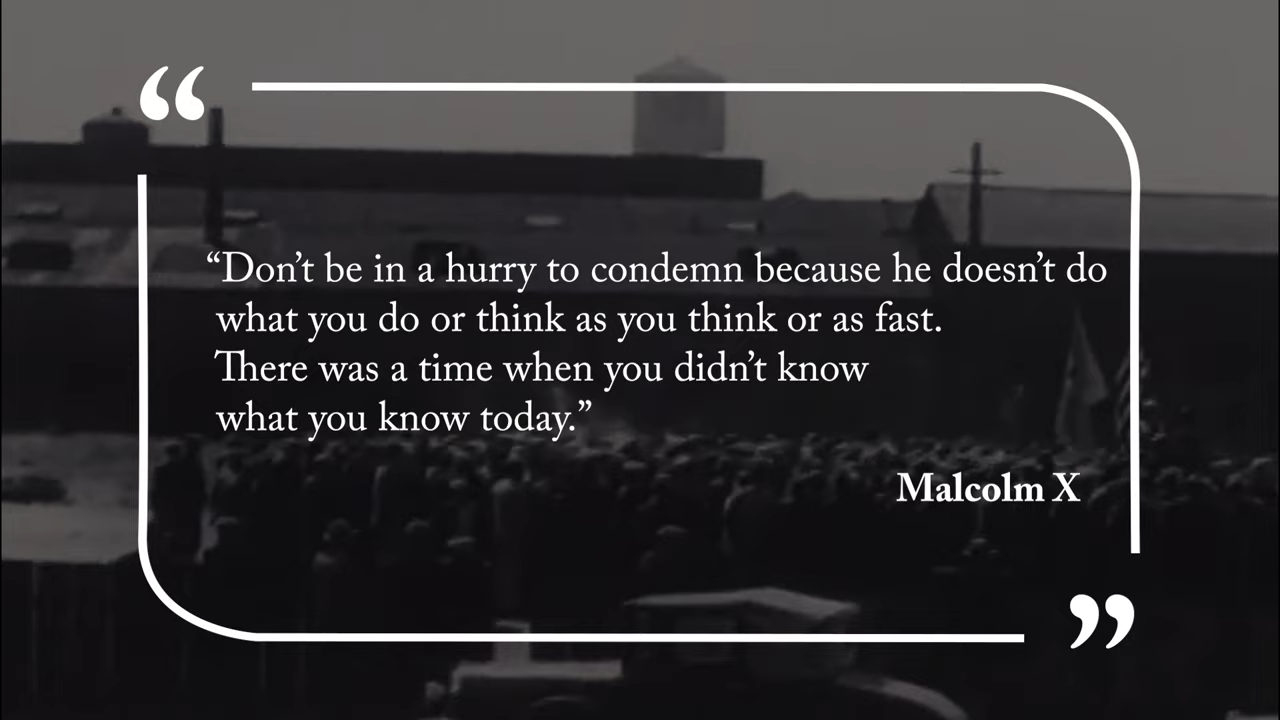 “Don’t be in a hurry to condemn because he doesn’t do
what you do or think as you think or as fast.
There was a time when you didn’t know
what you know today.”
Malcolm X